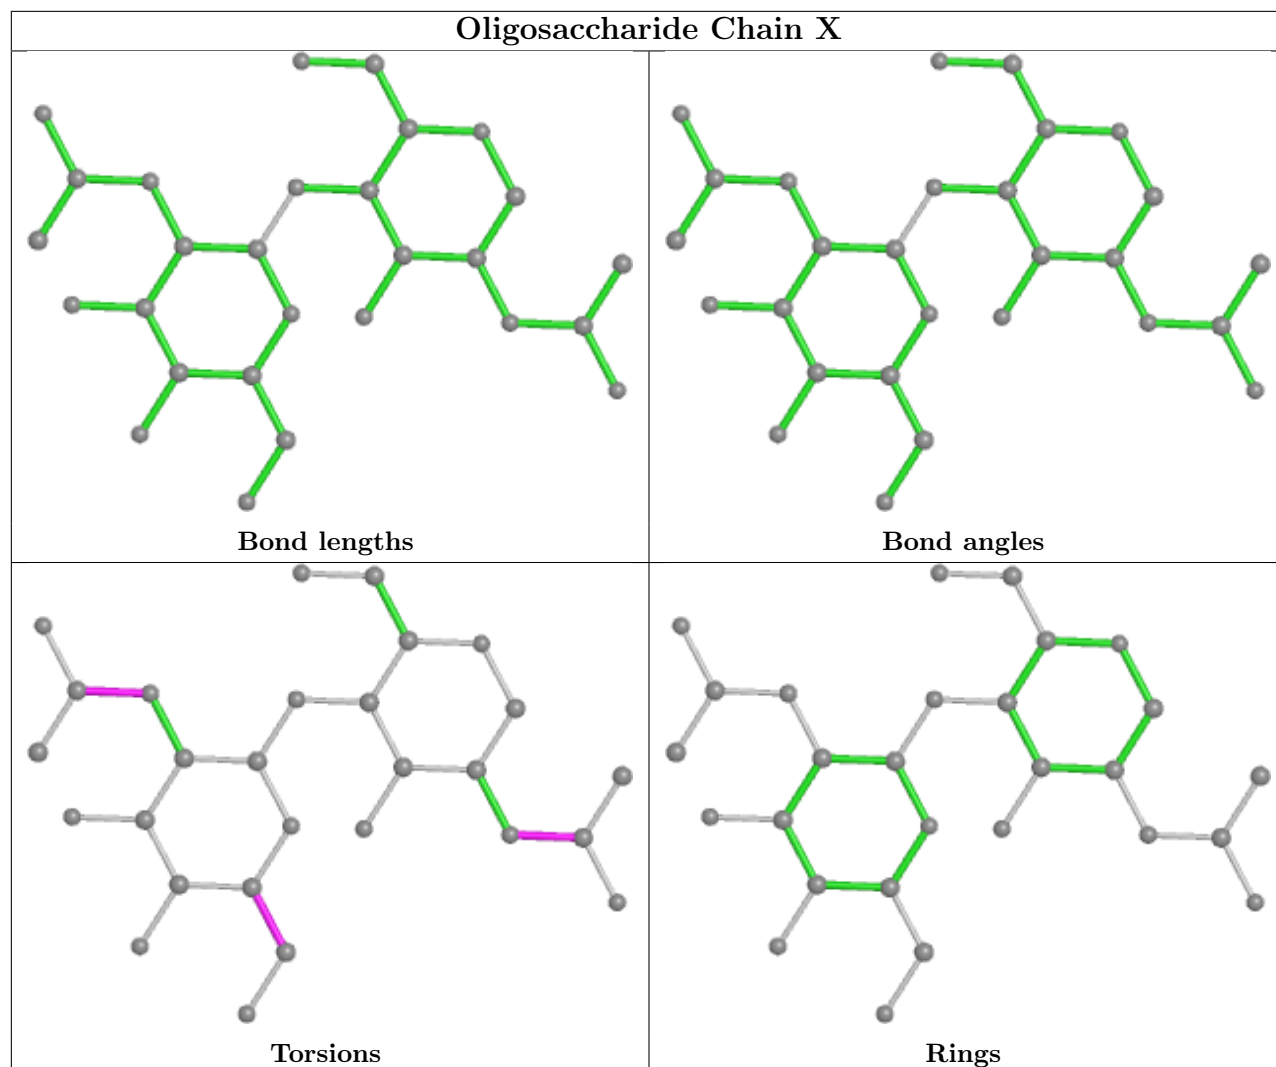 Oligosaccharide Chain X
Bond lengths
Bond angles
Torsions
Rings